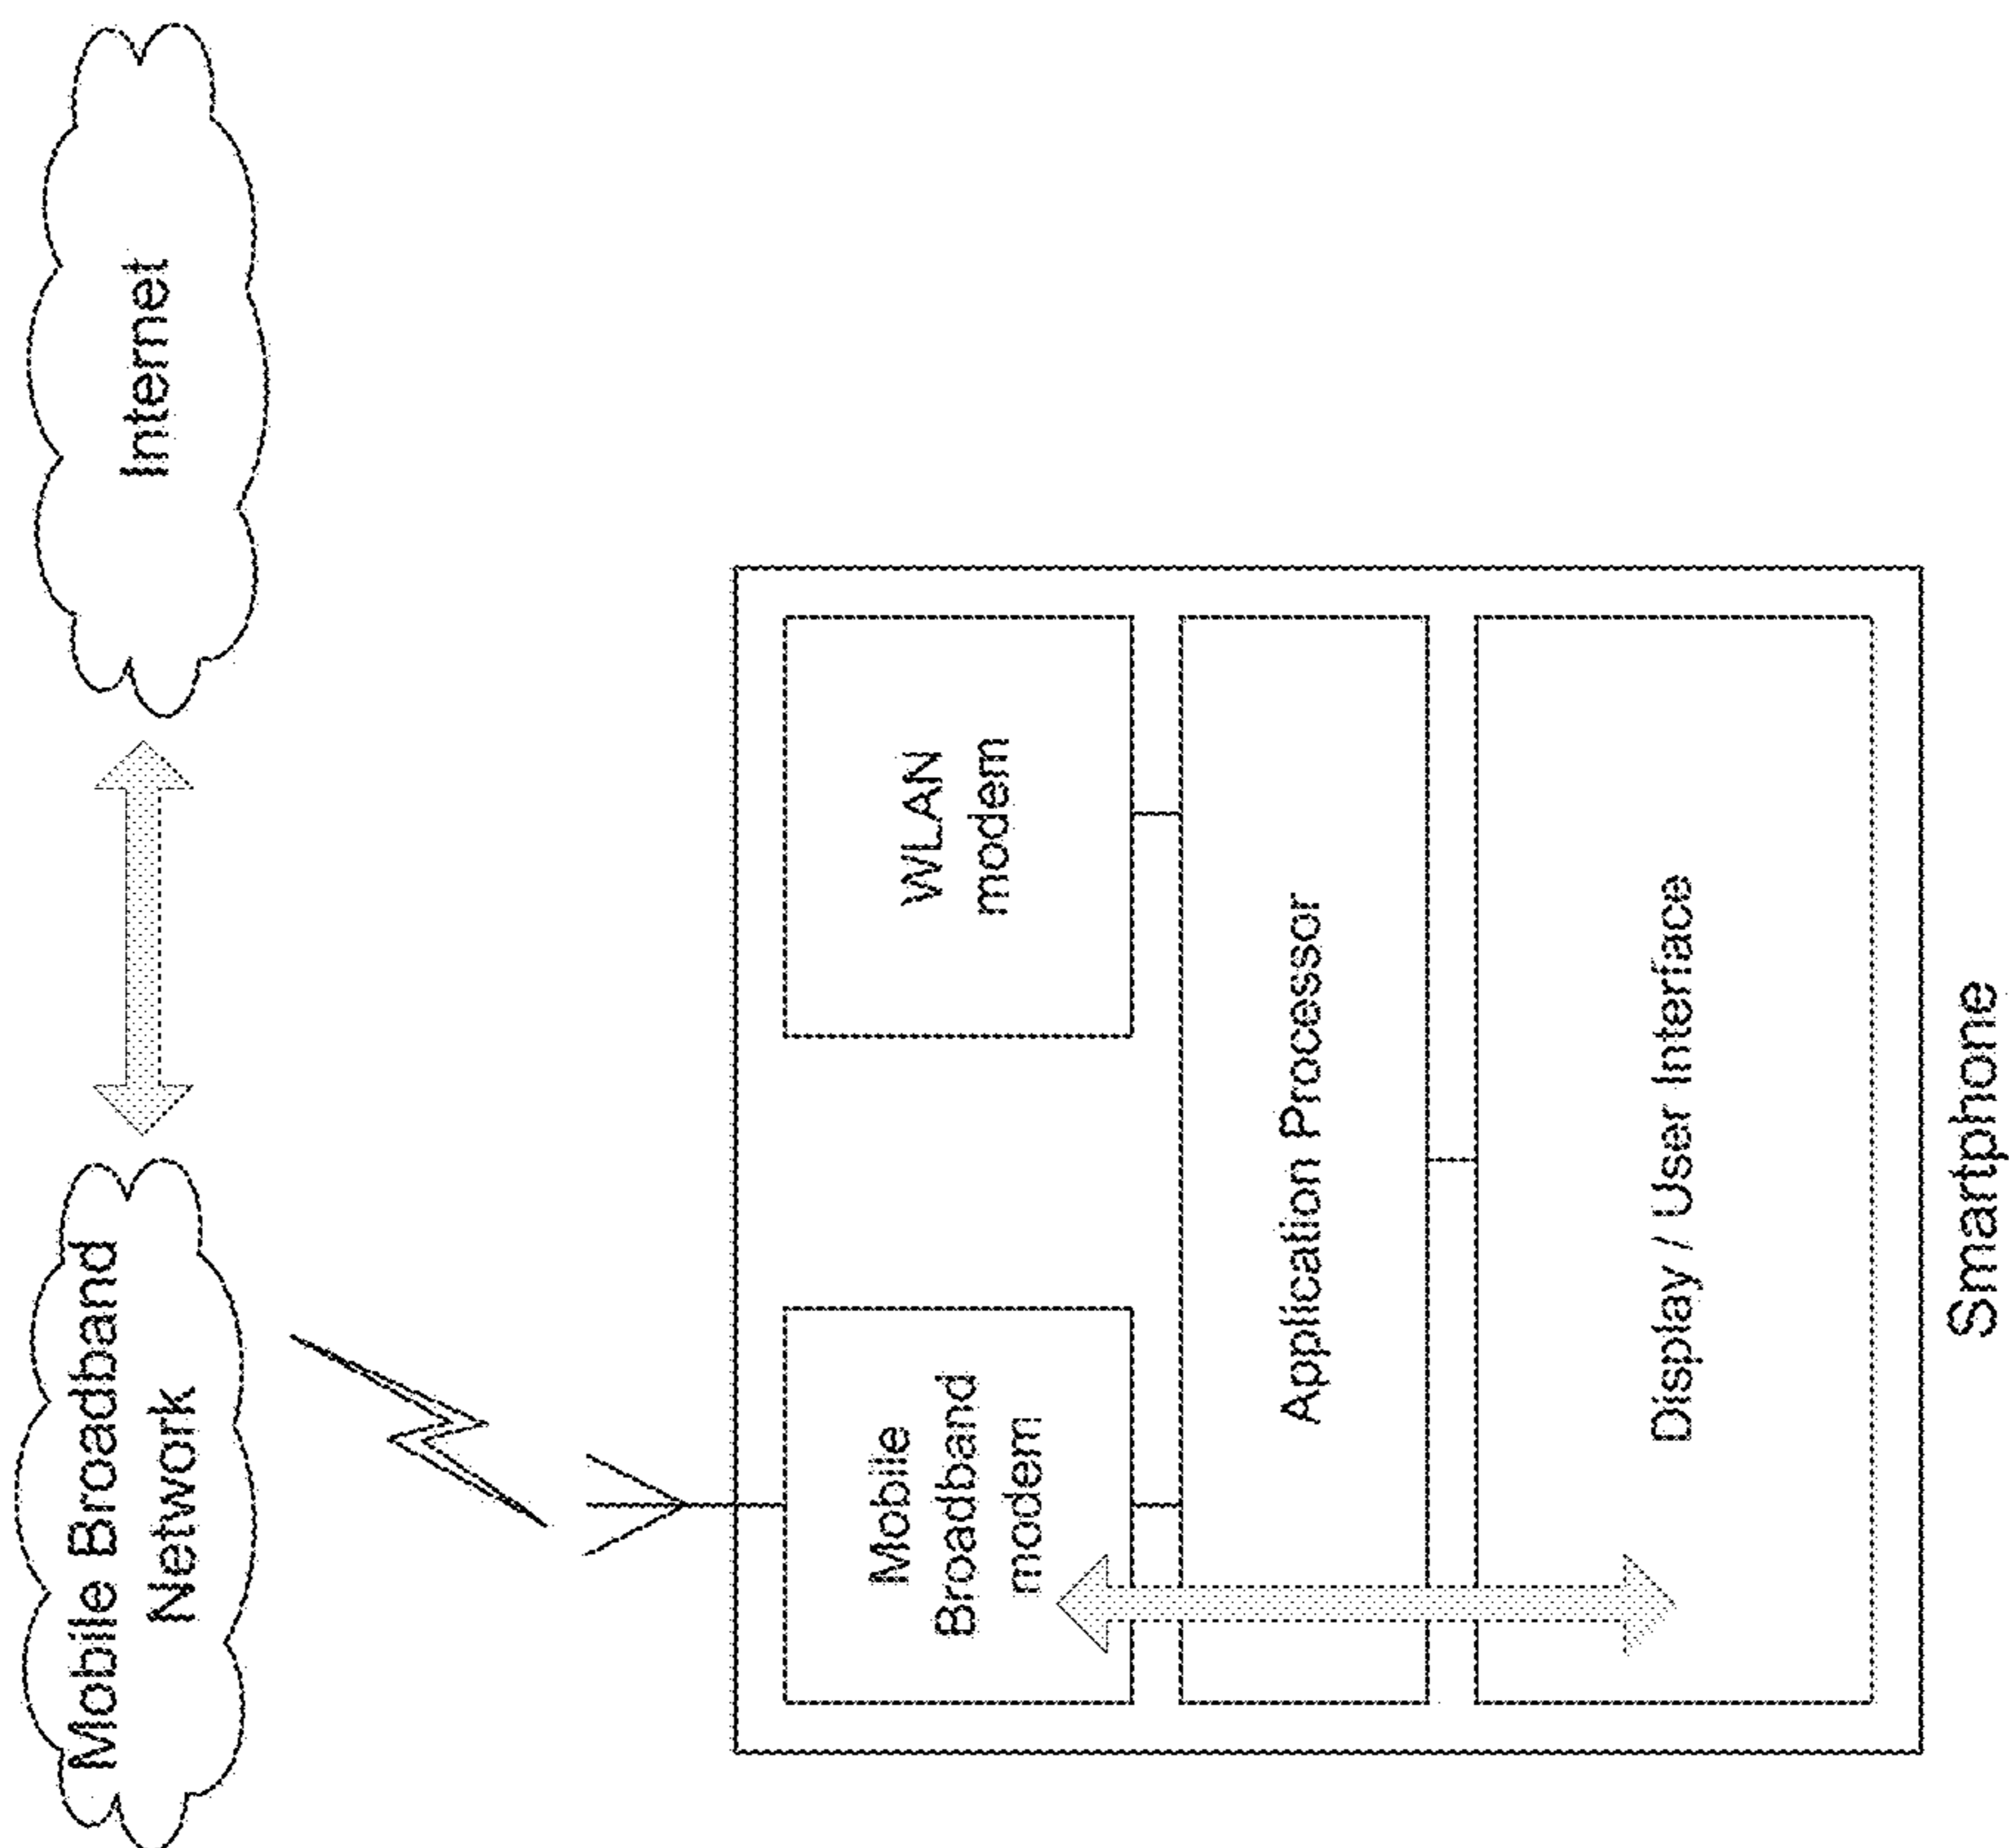 Mobile Broadband
Network
Internet
Mobile
Broadband
modem
WLAN
modem
Application Processor
Display / User Interface
Smartphone